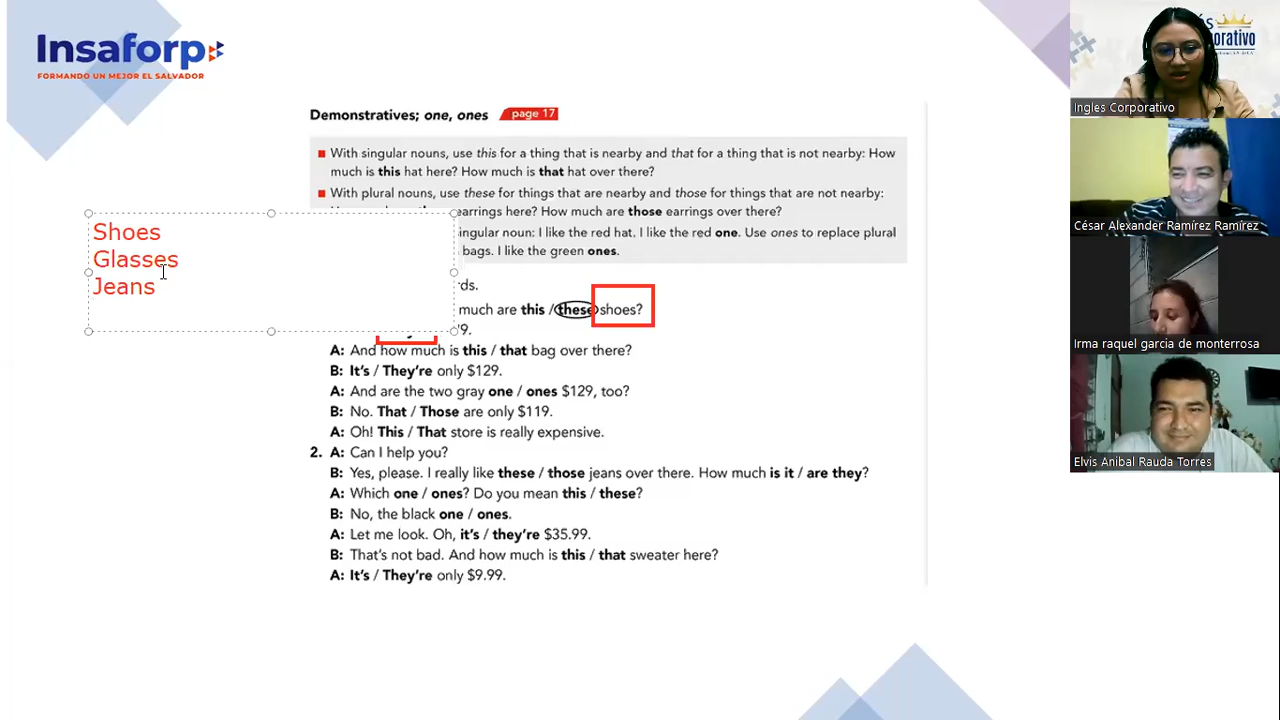 Insaforp
FORMANDO UN MEJOR EL SALVADOR
Demonstratives; one, ones page 17
With singular nouns, use this for a thing that is nearby and that for a thing that is not nearby: How
much is this hat here? How much is that hat over there?
With plural nouns, use these for things that are nearby and those for things that are not nearby:
earrings here? How much are those earrings over there?
singular noun: I like the red hat. I like the red one. Use ones to replace plural
bags. I like the green ones.
Shoes
Glasses
Jeans
much are this / these shoes?
A: And how much is this / that bag over there?
B: It's / They're only $129.
A: And are the two gray one / ones $129, too?
B: No. That / Those are only $119.
A: Oh! This / That store is really expensive.
2. A: Can I help you?
B: Yes, please. I really like these / those jeans over there. How much is it / are they?
A: Which one / ones? Do you mean this / these?
B: No, the black one / ones.
A: Let me look. Oh, it's / they're $35.99.
B: That's not bad. And how much is this / that sweater here?
A: It's / They're only $9.99.
Ingles Corporativo
César Alexander Ramírez Ramírez
Irma raquel garcia de monterrosa
Elvis Anibal Rauda Torres